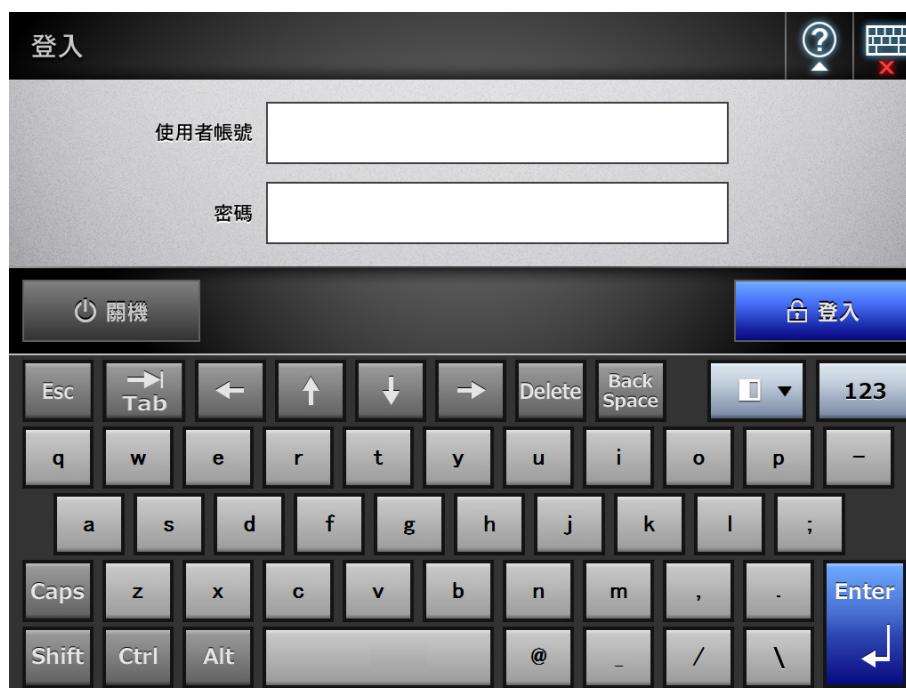 登入
?
使用者帳號
密碼
關機
登入
Esc
Tab
Delete
Back
Space
123
q w e r t y u i o p -
a s d f g h j k l ;
Caps z x c v b n m , . Enter
Shift Ctrl Alt @ _ / \